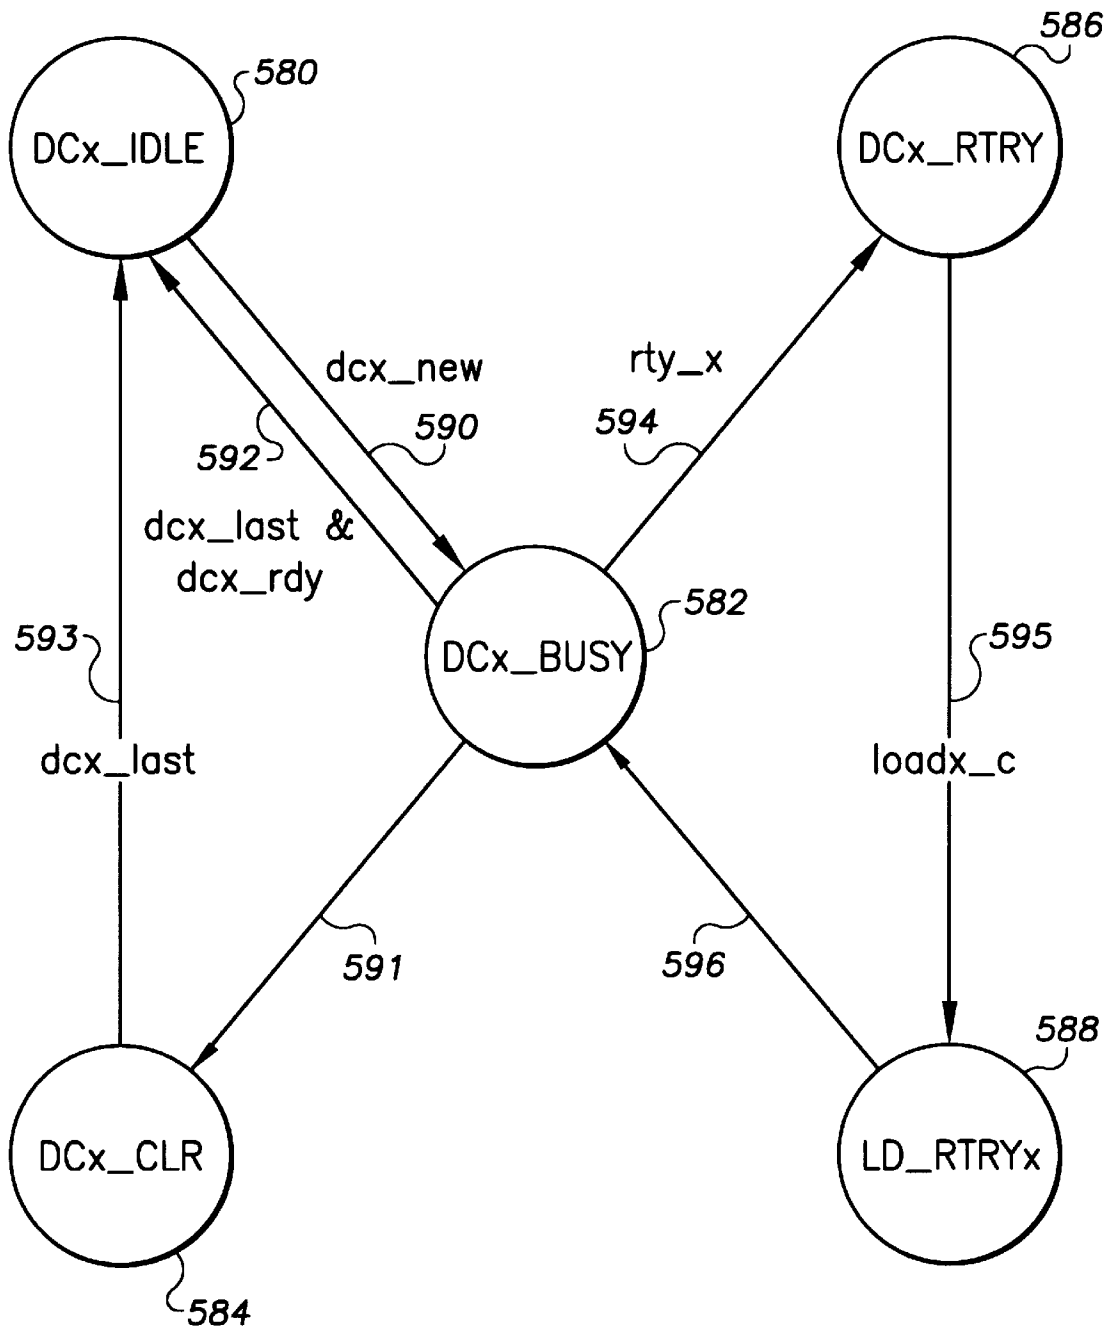 586
580
DCx_IDLE
DCx_RTRY
dcx_new
rty_x
590
594
592
dcx_last &
dcx_rdy
582
593
595
DCx_BUSY
dcx_last
loadx_c
591
596
588
DCx_CLR
LD_RTRYx
584